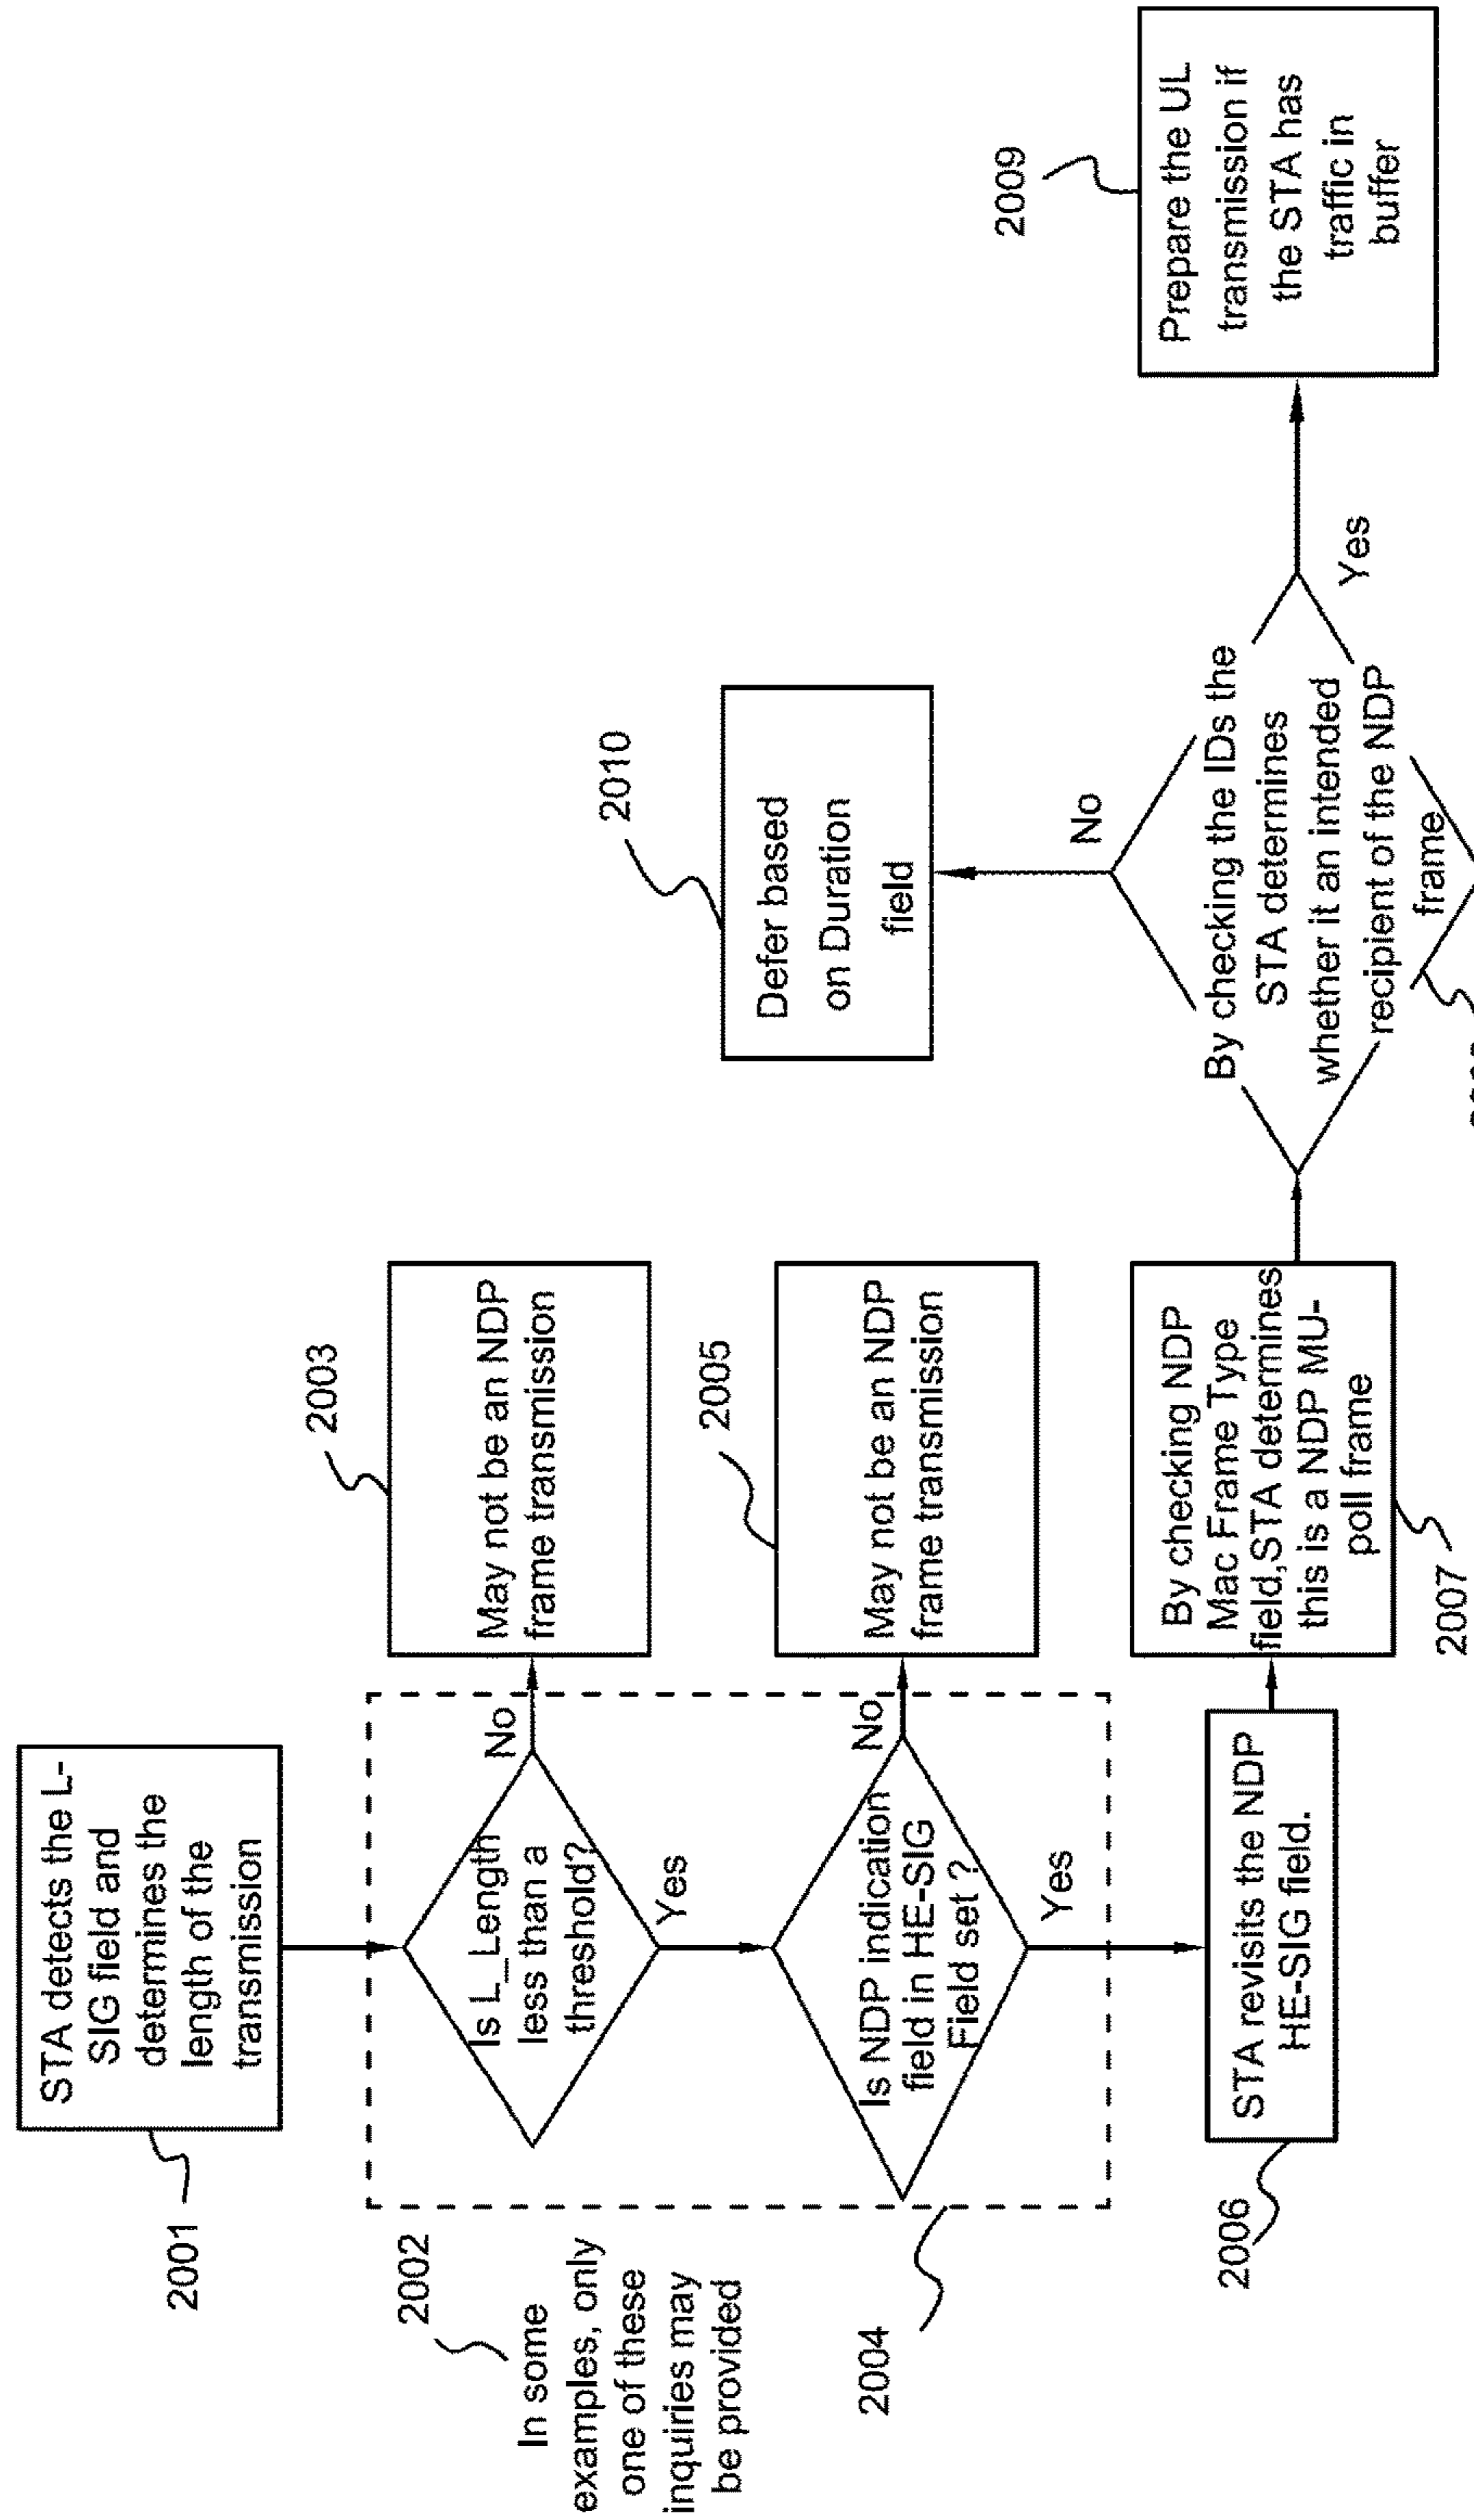 2001
STA detects the L-
SIG field and
determines the
length of the
transmission
2002
In some
examples, only
one of these
inquiries may
be provided
Is L_Length
less than a
threshold?
No
Yes
2003
May not be an NDP
frame transmission
2004
Is NDP indication
field in HE-SIG
Field set ?
No
Yes
2005
May not be an NDP
frame transmission
2006
STA revisits the NDP
HE-SIG field.
By checking NDP
Mac Frame Type
field,STA determines
this is a NDP MU-
poll frame
2007
By checking the IDs the
STA determines
whether it an intended
recipient of the NDP
frame
No
Yes
2010
Defer based
on Duration
field
2009
Prepare the UL
transmission if
the STA has
traffic in
buffer